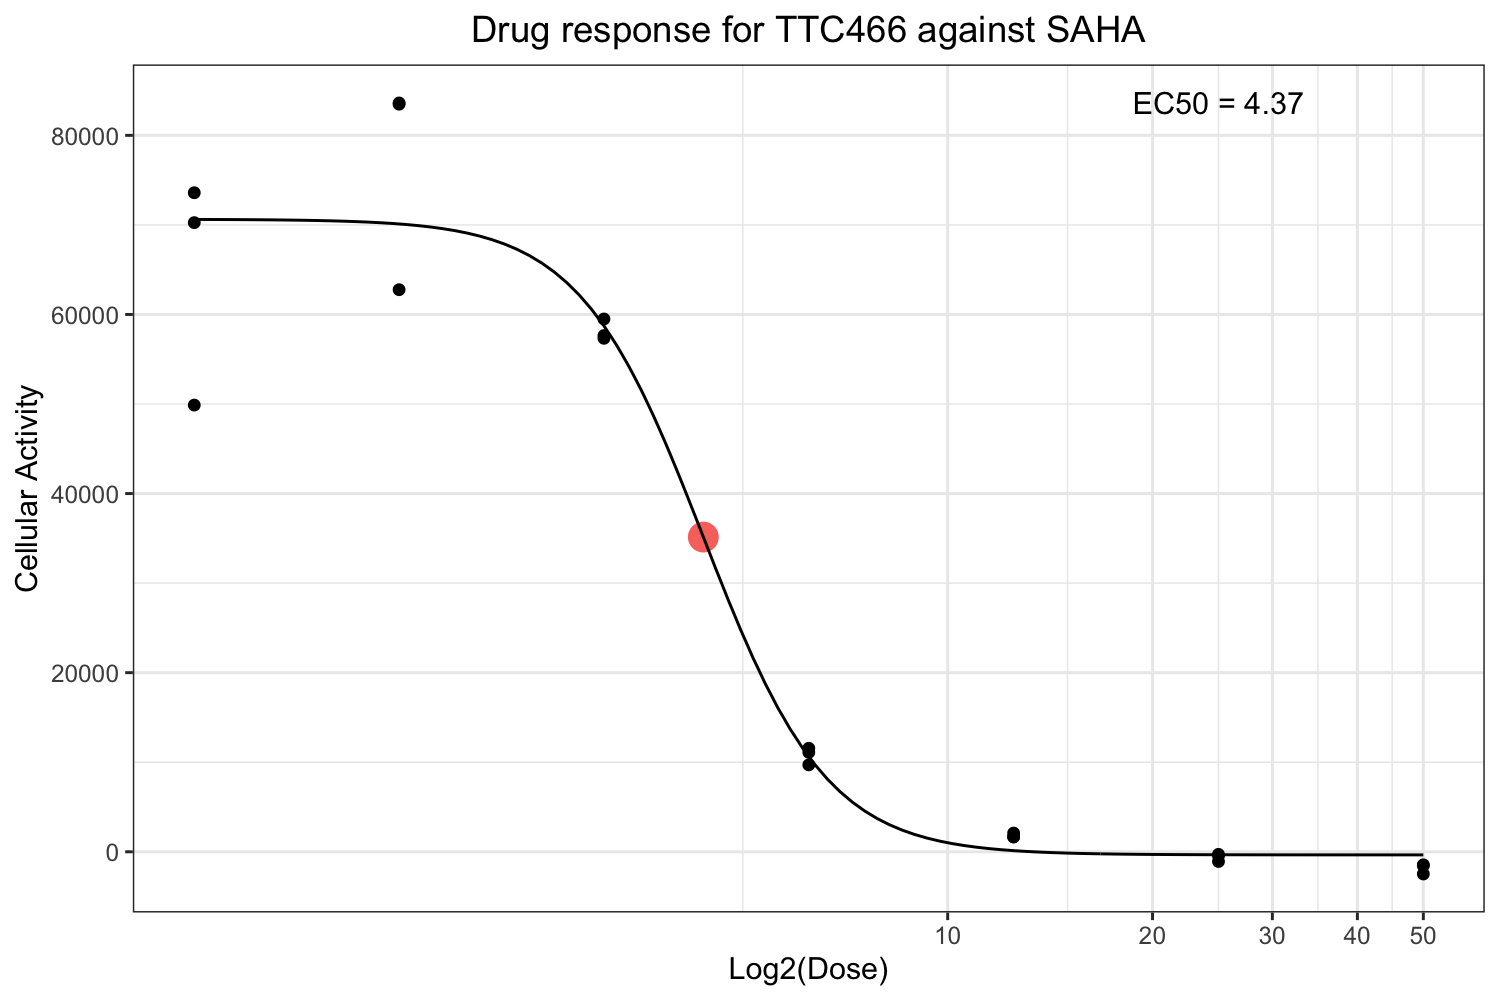 Drug response for TTC466 against SAHA
EC50 = 4.37
80000
60000
40000
20000
0
Cellular Activity
10 20 30 40 50
Log2(Dose)